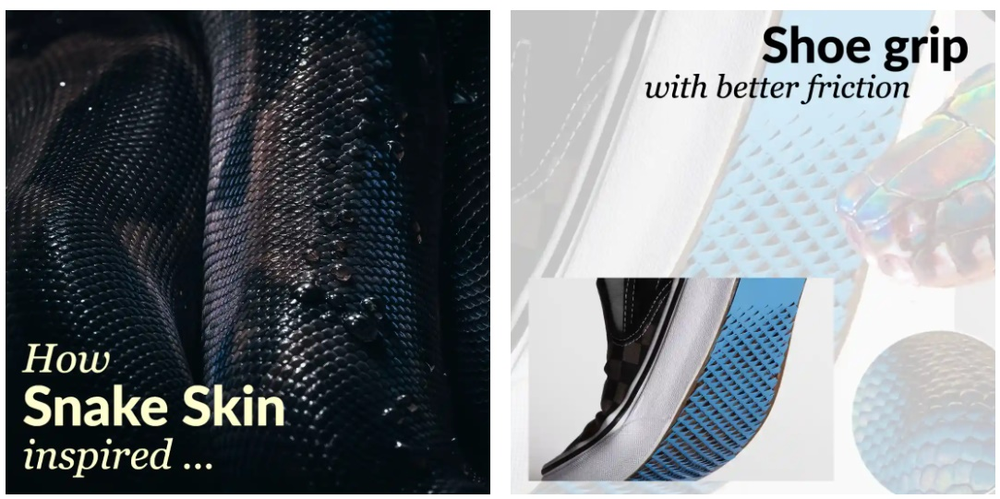 How
Snake Skin
inspired ...
Shoe grip
with better friction